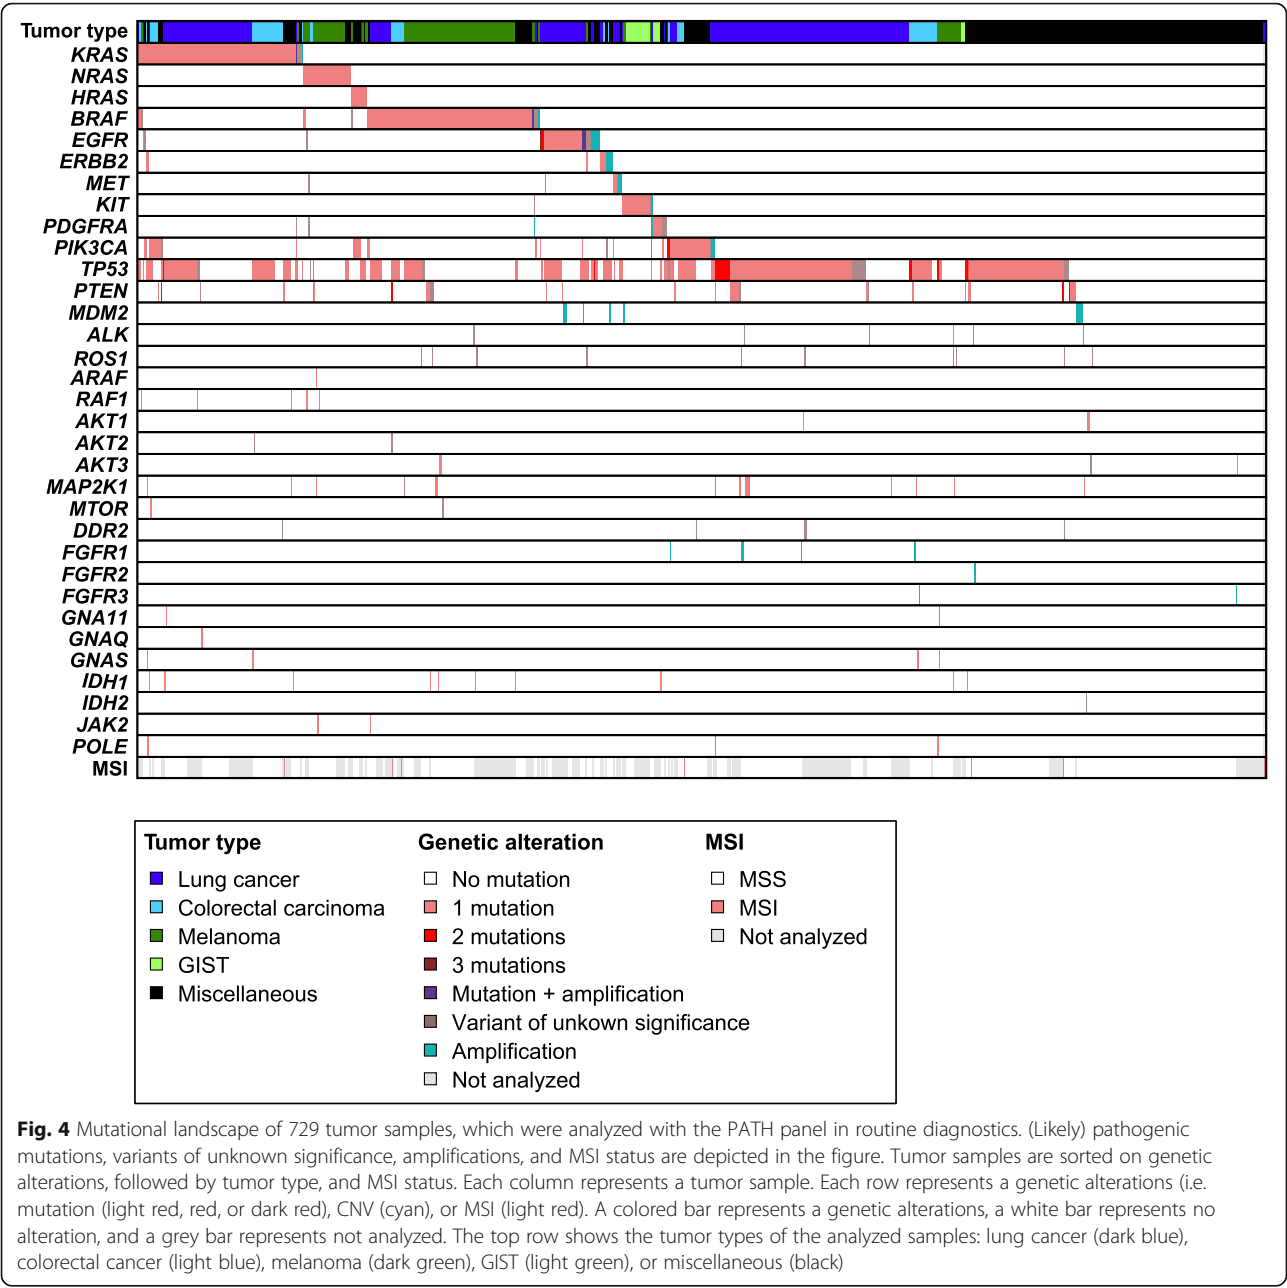 Tumor type
KRAS
NRAS
HRAS
BRAF
EGFR
ERBB2
MET
KIT
PDGFRA
PIK3CA
TP53
PTEN
MDM2
ALK
ROS1
ARAF
RAF1
AKT1
AKT2
AKT3
MAP2K1
MTOR
DDR2
FGFR1
FGFR2
FGFR3
GNA11
GNAQ
GNAS
IDH1
IDH2
JAK2
POLE
MSI
Tumor type
Lung cancer
Colorectal carcinoma
Melanoma
GIST
Miscellaneous
Genetic alteration
No mutation
1 mutation
2 mutations
3 mutations
Mutation + amplification
Variant of unkown significance
Amplification
Not analyzed
MSI
MSS
MSI
Not analyzed
Fig. 4 Mutational landscape of 729 tumor samples, which were analyzed with the PATH panel in routine diagnostics. (Likely) pathogenic
mutations, variants of unknown significance, amplifications, and MSI status are depicted in the figure. Tumor samples are sorted on genetic
alterations, followed by tumor type, and MSI status. Each column represents a tumor sample. Each row represents a genetic alterations (i.e.
mutation (light red, red, or dark red), CNV (cyan), or MSI (light red). A colored bar represents a genetic alterations, a white bar represents no
alteration, and a grey bar represents not analyzed. The top row shows the tumor types of the analyzed samples: lung cancer (dark blue),
colorectal cancer (light blue), melanoma (dark green), GIST (light green), or miscellaneous (black)